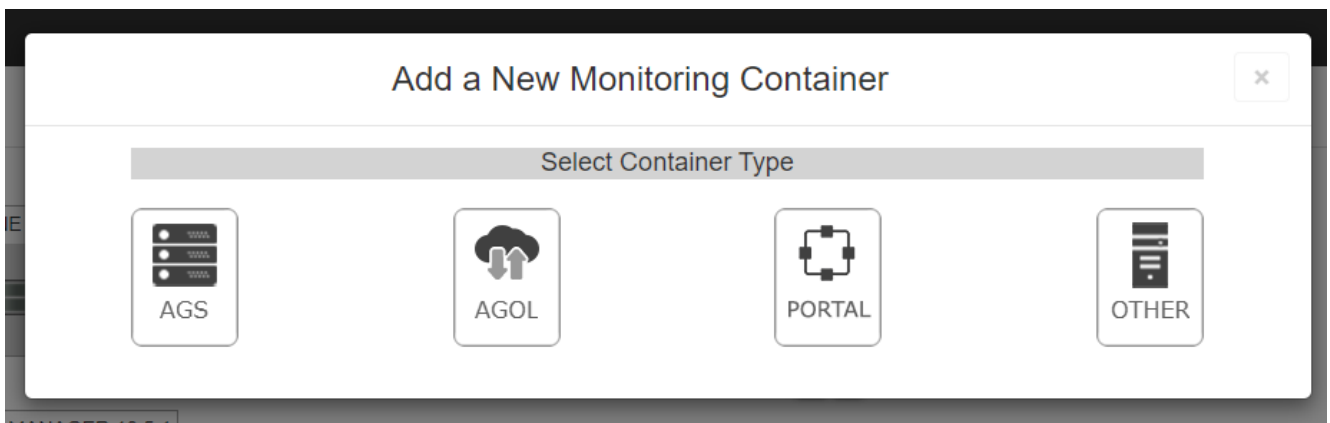 Add a New Monitoring Container
×
Select Container Type
AGS
AGOL
PORTAL
OTHER